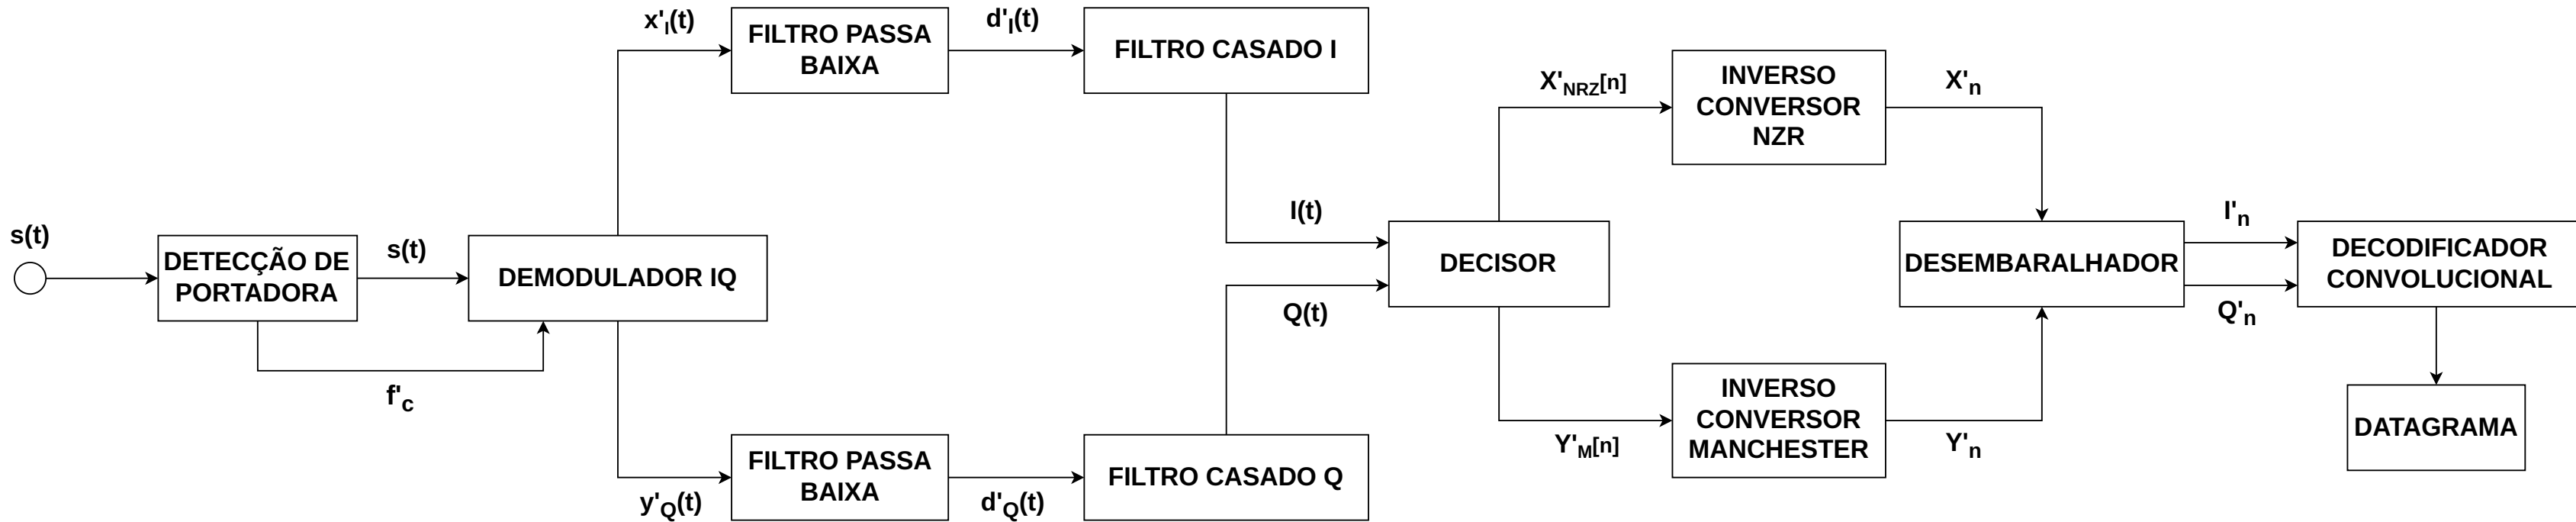 s(t)
DETECÇÃO DE
PORTADORA
s(t)
f'c
DEMODULADOR IQ
x'I(t)
FILTRO PASSA
BAIXA
d'I(t)
FILTRO CASADO I
I(t)
y'Q(t)
FILTRO PASSA
BAIXA
d'Q(t)
FILTRO CASADO Q
Q(t)
DECISOR
X'NRZ[n]
INVERSO
CONVERSOR
NZR
X'n
Y'M[n]
INVERSO
CONVERSOR
MANCHESTER
Y'n
DESEMBARALHADOR
I'n
Q'n
DECODIFICADOR
CONVOLUCIONAL
DATAGRAMA